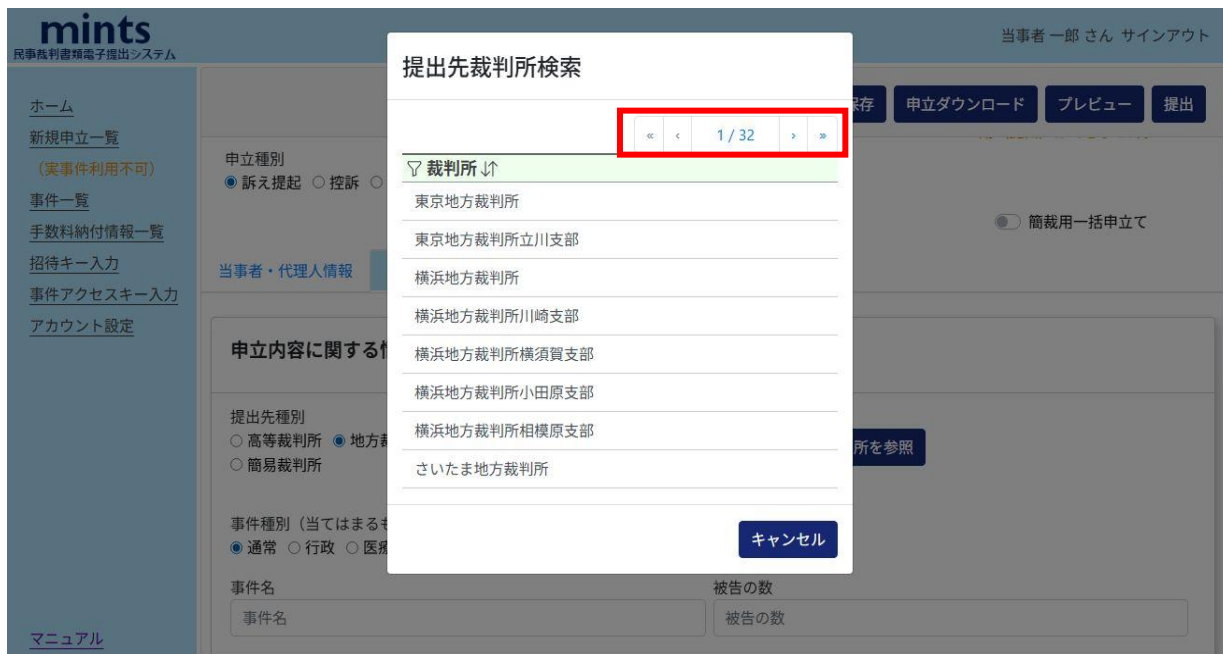 mints
民事裁判書類電子提出システム
当事者 一郎 さん サインアウト
ホーム
新規申立一覧
（実事件利用不可）
事件一覧
手数料納付情報一覧
招待キー入力
事件アクセスキー入力
アカウント設定
マニュアル
保存 申立ダウンロード プレビュー 提出
申立種別
訴え提起 控訴
簡裁用一括申立て
当事者・代理人情報
申立内容に関する
提出先種別
高等裁判所 地方
簡易裁判所
所を参照
事件種別（当てはまる
通常 行政 医
事件名 被告の数
事件名 被告の数
提出先裁判所検索
« ‹ 1 / 32 › »
裁判所
東京地方裁判所
東京地方裁判所立川支部
横浜地方裁判所
横浜地方裁判所川崎支部
横浜地方裁判所横須賀支部
横浜地方裁判所小田原支部
横浜地方裁判所相模原支部
さいたま地方裁判所
キャンセル